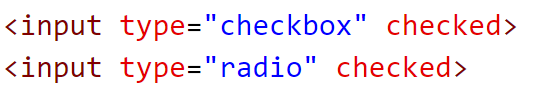 <input type="checkbox" checked>
<input type="radio" checked>